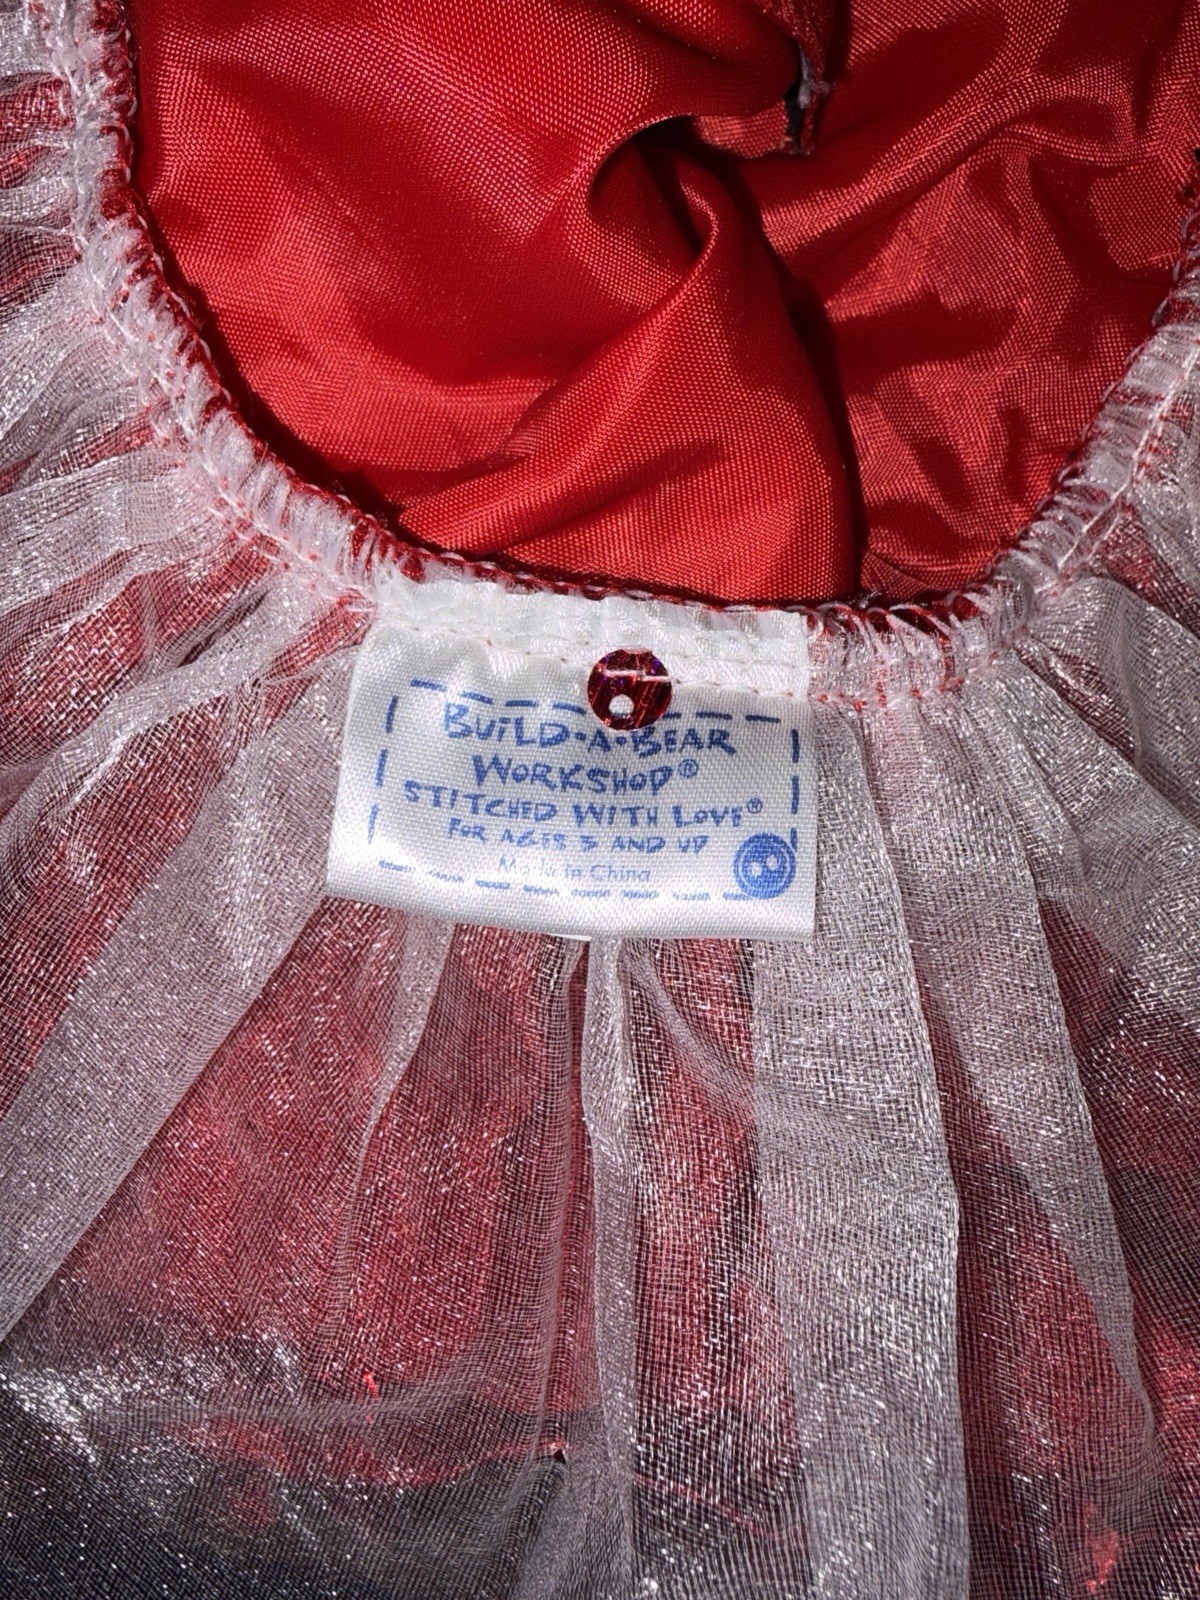 BUiLD•A•BEAR
WORKSHOP®
STITCHED WITH LOVE®
FOR AGES 3 AND UP
Made in China